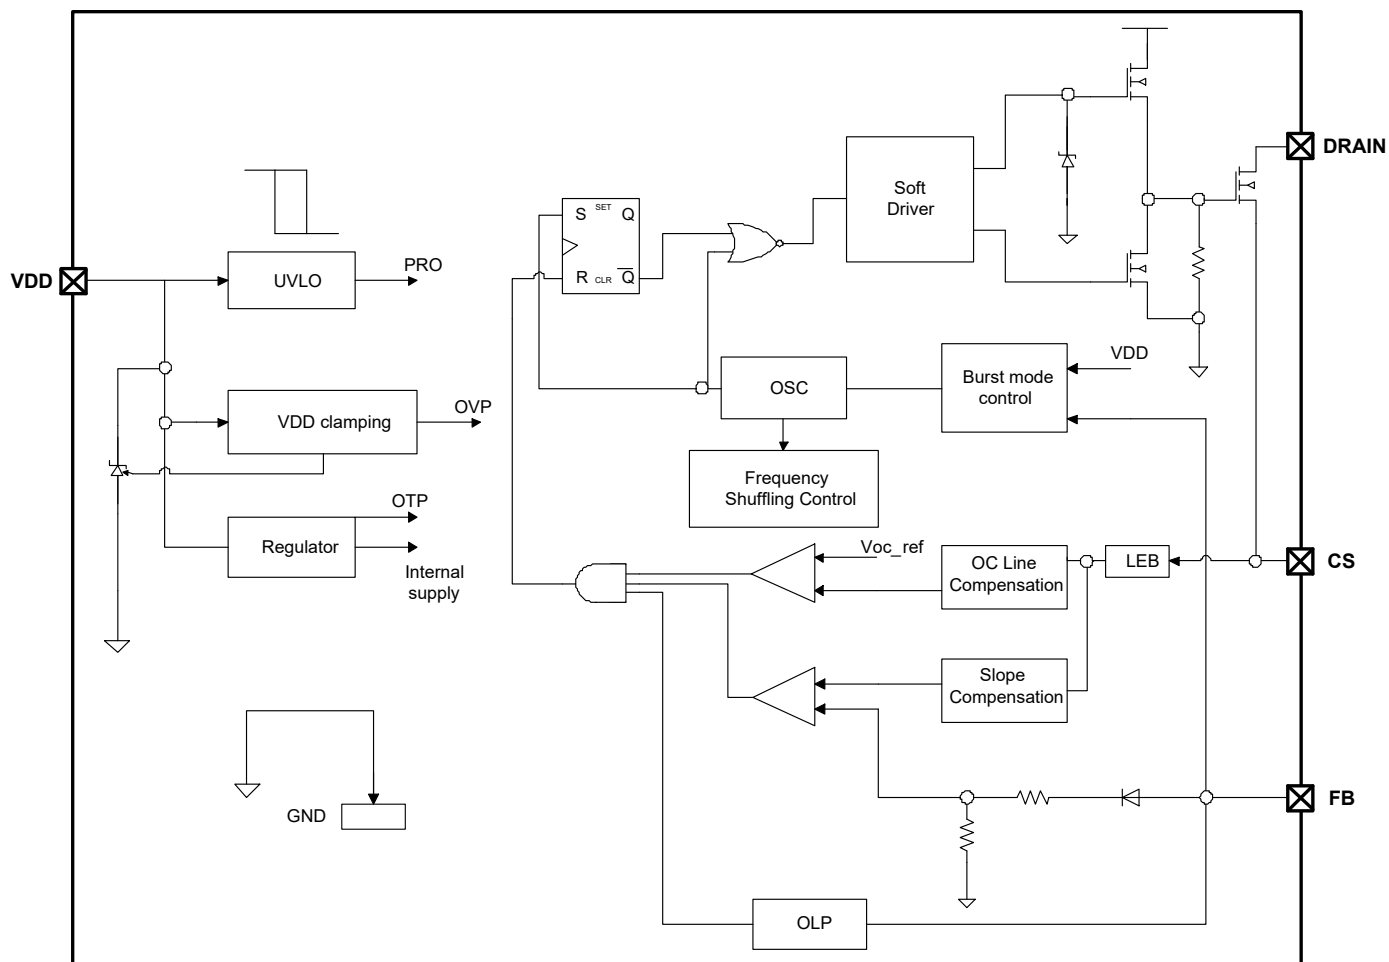 DRAIN
Soft
Driver
S SET Q
R CLR Q
VDD
UVLO
PRO
VDD
OSC
Burst mode
control
VDD clamping
OVP
Frequency
Shuffling Control
OTP
Regulator
Internal
supply
Voc_ref
OC Line
Compensation
LEB
CS
Slope
Compensation
GND
FB
OLP